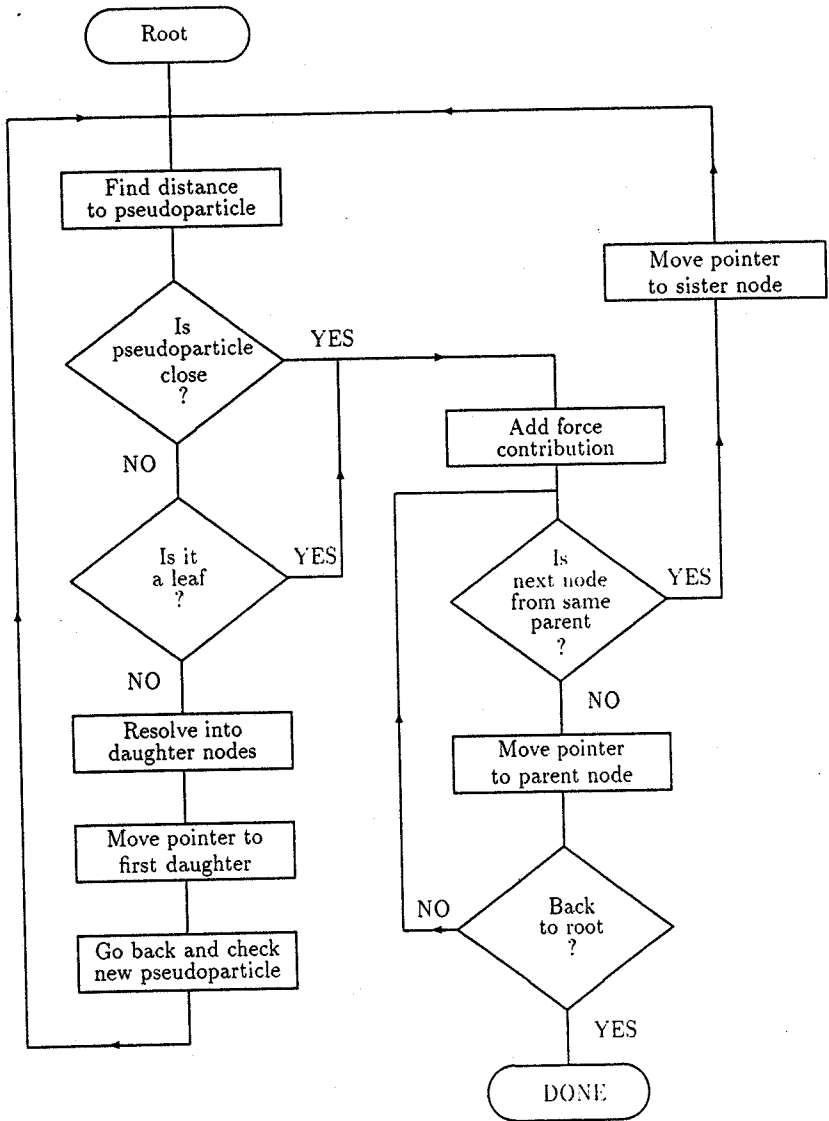 Root
Find distance
to pseudoparticle
Is
pseudoparticle
close
?
YES
NO
Is it
a leaf
?
YES
NO
Resolve into
daughter nodes
Move pointer to
first daughter
Go back and check
new pseudoparticle
Add force
contribution
Is
next node
from same
parent
?
YES
NO
Move pointer
to sister node
Move pointer
to parent node
Back
to root
?
NO
YES
DONE